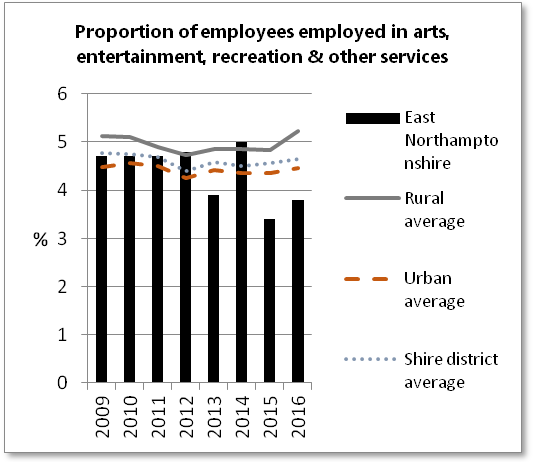 Proportion of employees employed in arts,
entertainment, recreation & other services
6
5
4
3
2
1
0
%
2009
2010
2011
2012
2013
2014
2015
2016
East
Northampto
nshire
Rural
average
Urban
average
Shire district
average